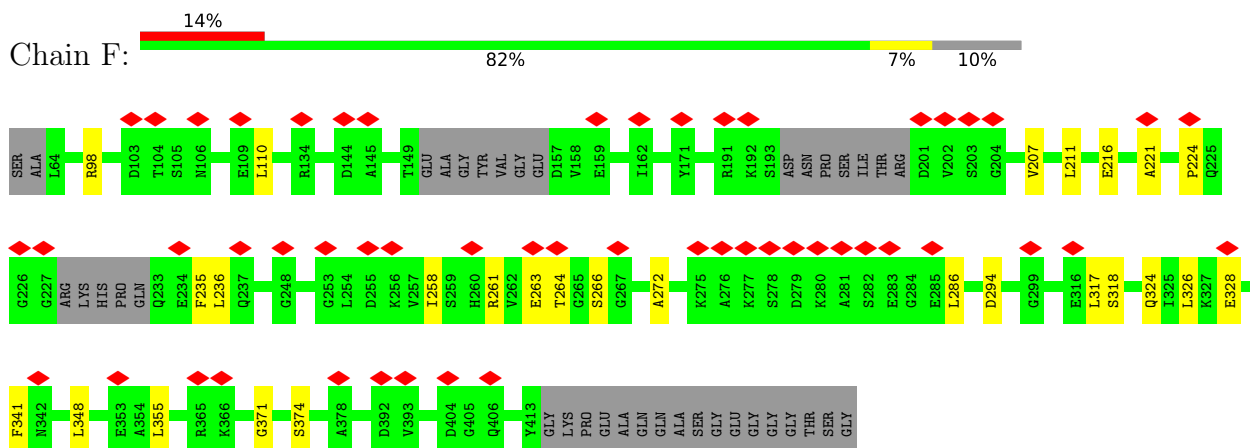 14%
Chain F:
82% 7% 10%
SER ALA L64 R98 D103 T104 S105 N106 E109 L110 R134 D144 A145 T149 GLU ALA GLY TYR VAL GLY GLU D157 V158 E159 I162 Y171 R191 K192 S193 ASP ASN PRO SER ILE THR ARG D201 V202 S203 G204 V207 L211 E216 A221 P224 Q225
G226 G227 ARG LYS HIS PRO GLN Q233 E234 F235 L236 Q237 G248 G253 L254 D255 K256 V257 I258 S259 H260 R261 V262 E263 T264 G265 S266 G267 A272 K275 A276 K277 S278 D279 K280 A281 S282 E283 G284 E285 L286 D294 G299 E316 L317 S318 Q324 I325 L326 K327 E328
F341 N342 L348 E353 A354 L355 R365 K366 G371 S374 A378 D392 V393 D404 G405 Q406 Y413 GLY LYS PRO GLU ALA GLN GLN ALA SER GLY GLU GLY GLY GLY THR SER GLY